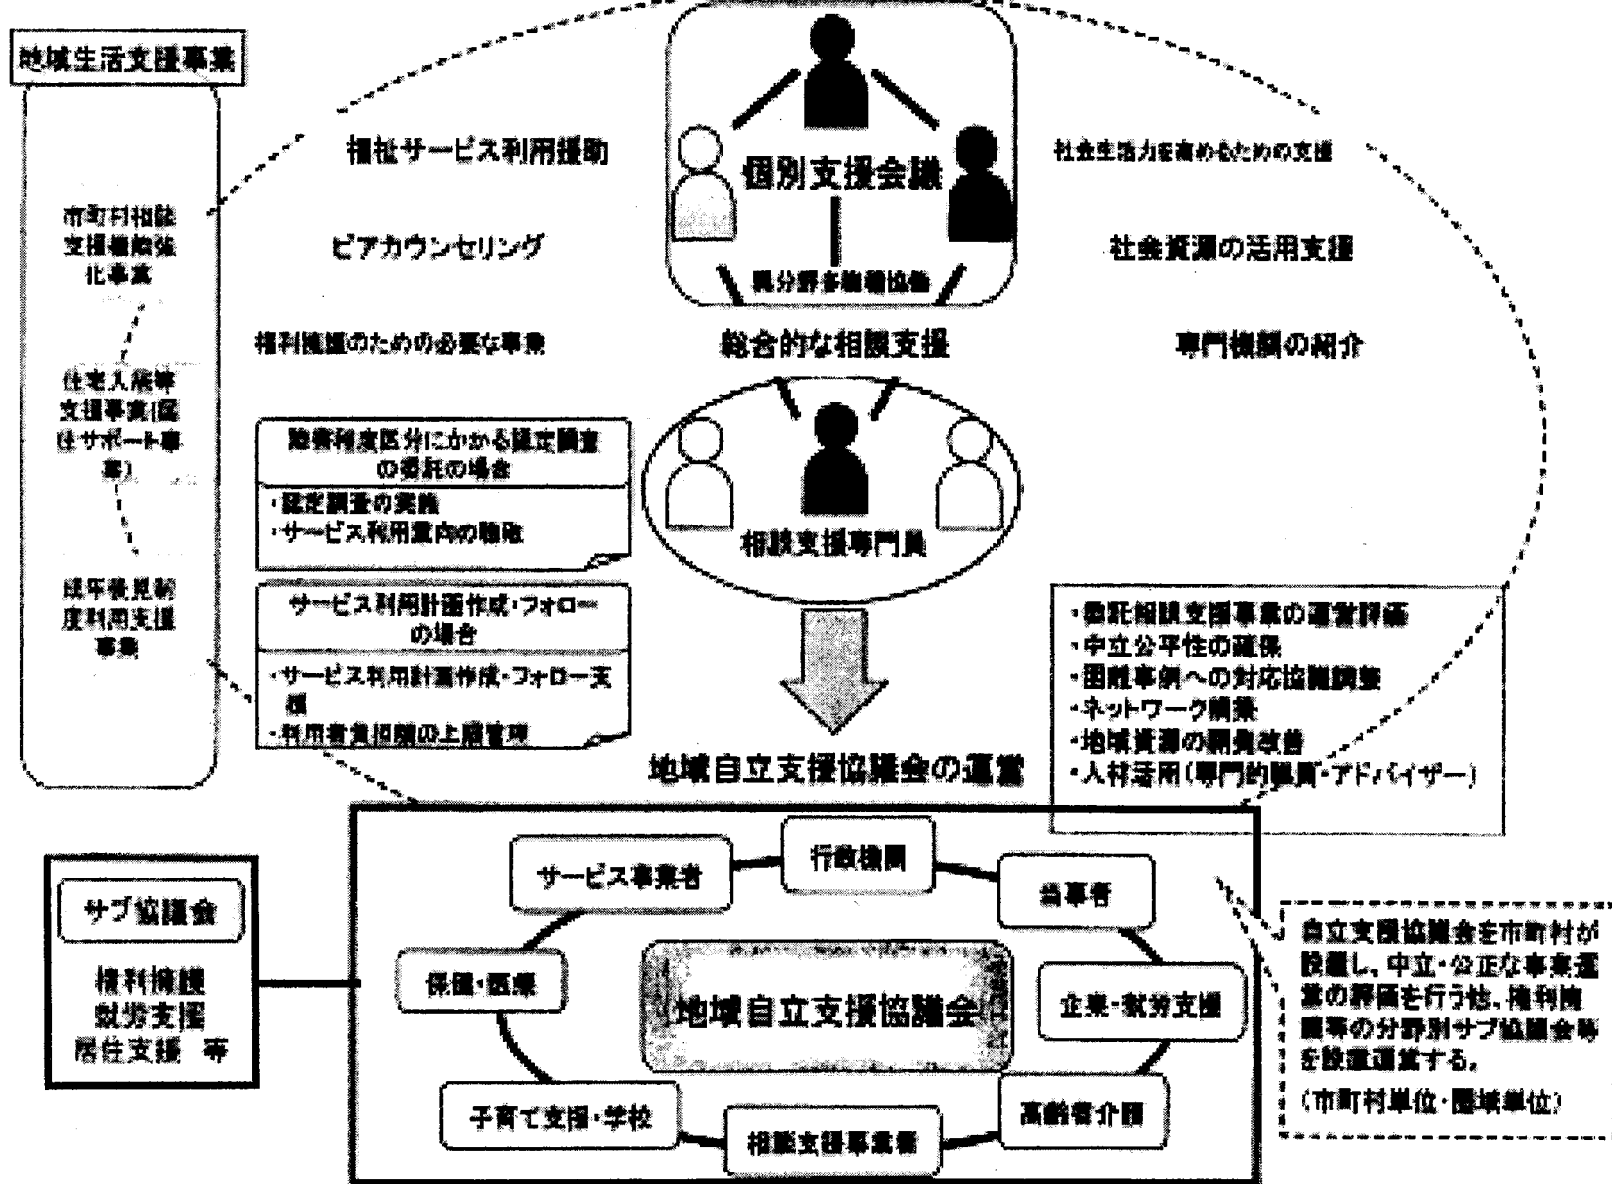 地域生活支援事業
市町村相談
支援機能強
化事業
住宅入居等
支援事業(居
住サポート事
業)
成年後見制
度利用支援
事業
福祉サービス利用援助
ピアカウンセリング
権利擁護のための必要な事業
個別支援会議
異分野多職種協働
総合的な相談支援
社会生活力を高めるための支援
社会資源の活用支援
専門機関の紹介
障害程度区分にかかる認定調査
の委託の場合
・認定調査の実施
・サービス利用意向の聴取
サービス利用計画作成・フォロー
の場合
・サービス利用計画作成・フォロー支
援
・利用者負担額の上限管理
相談支援専門員
・委託相談支援事業の運営評価
・中立公平性の確保
・困難事例への対応協議調整
・ネットワーク構築
・地域資源の開発改善
・人材活用(専門的職員・アドバイザー)
地域自立支援協議会の運営
サブ協議会
権利擁護
就労支援
居住支援 等
サービス事業者
行政機関
当事者
保健・医療
地域自立支援協議会
企業・就労支援
子育て支援・学校
相談支援事業者
高齢者介護
自立支援協議会を市町村が
設置し、中立・公正な事業運
営の評価を行う他、権利擁
護等の分野別サブ協議会等
を設置運営する。
(市町村単位・圏域単位)